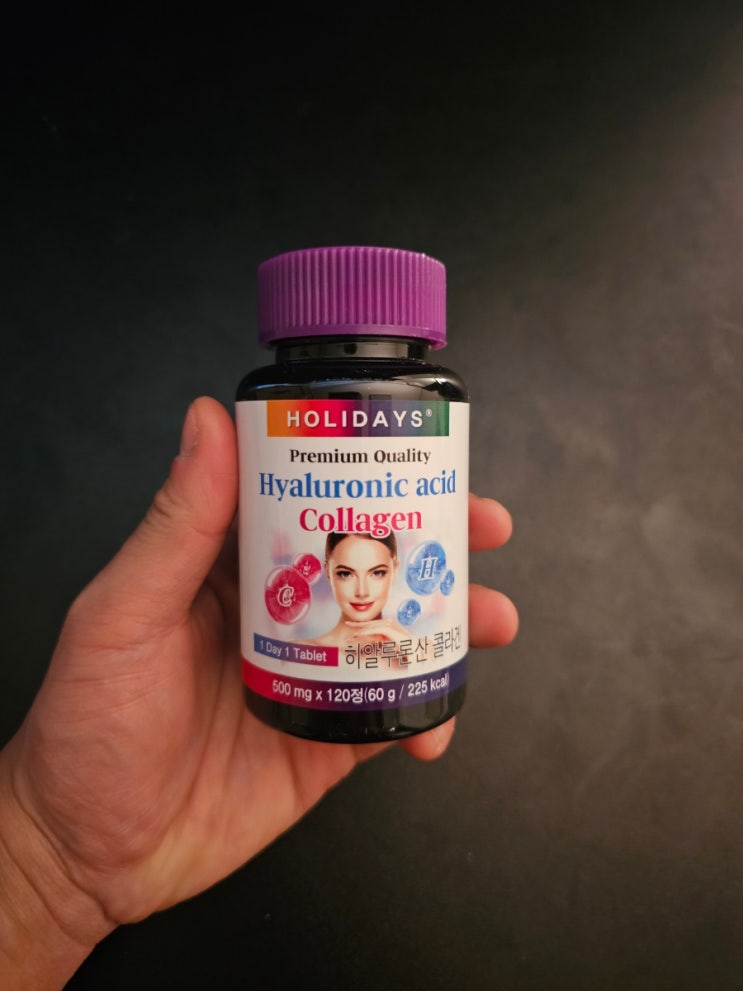 HOLIDAYS®
Premium Quality
Hyaluronic acid
Collagen
C
H
1 Day 1 Tablet
히알루론산 콜라겐
500 mg x 120정(60 g / 225 kcal)